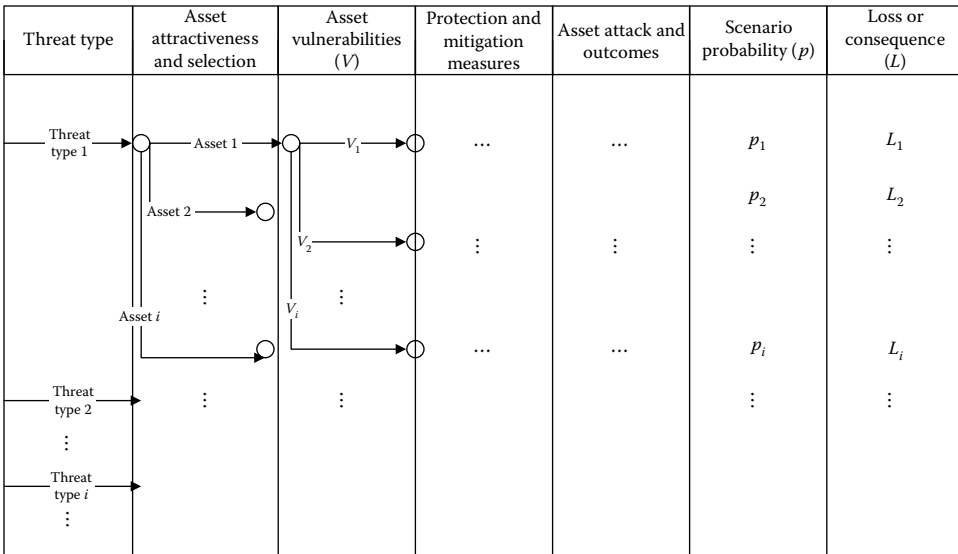 Threat type
Asset
attractiveness
and selection
Asset
vulnerabilities
(V)
Protection and
mitigation
measures
Asset attack and
outcomes
Scenario
probability (p)
Loss or
consequence
(L)
Threat
type 1
Asset 1
V₁
...
...
p₁
L₁
Asset 2
p₂
L₂
V₂
⋮
⋮
⋮
⋮
⋮
⋮
Asset i
Vᵢ
...
...
pᵢ
Lᵢ
Threat
type 2
⋮
⋮
⋮
⋮
⋮
Threat
type i
⋮